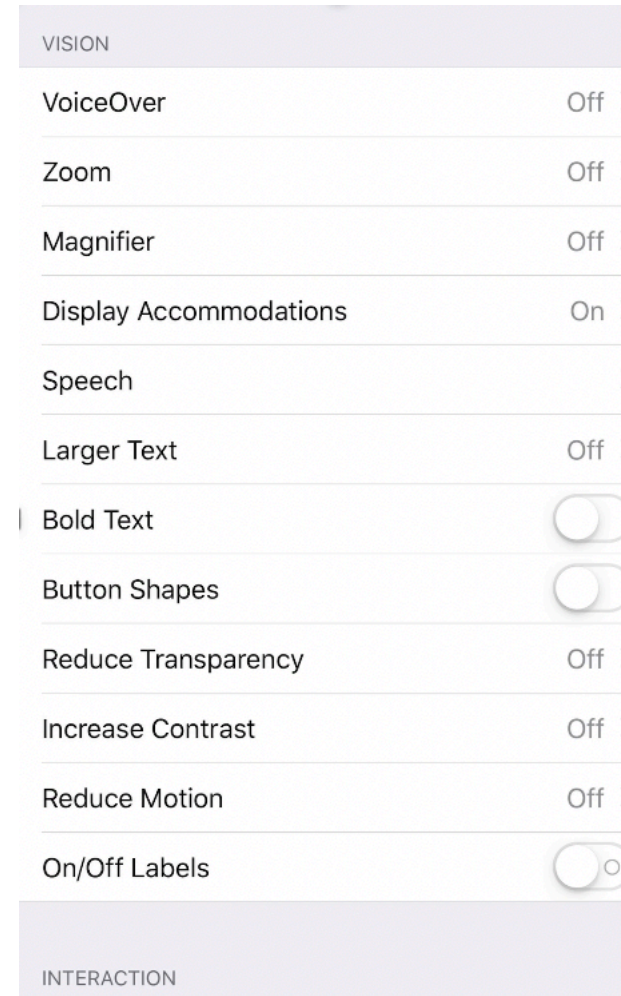 VISION
VoiceOver Off
Zoom Off
Magnifier Off
Display Accommodations On
Speech
Larger Text Off
Bold Text
Button Shapes
Reduce Transparency Off
Increase Contrast Off
Reduce Motion Off
On/Off Labels
INTERACTION